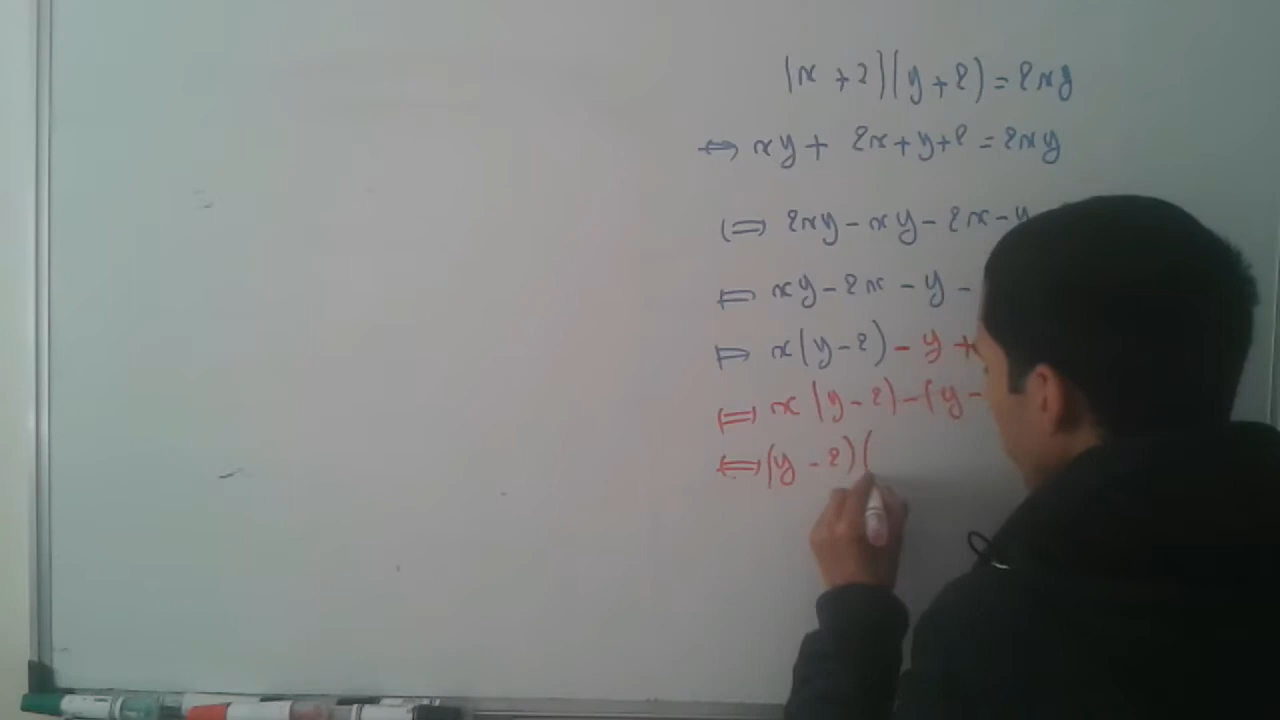 (x+2)(y+2)=2xy
⇔ xy+ 2x+y+2=2xy
⇔ 2xy-xy-2x-y
⇔ xy-2x-y-
⇔ x(y-2)-y+
⇔ x(y-2)-(y-
⇔ (y-2)(